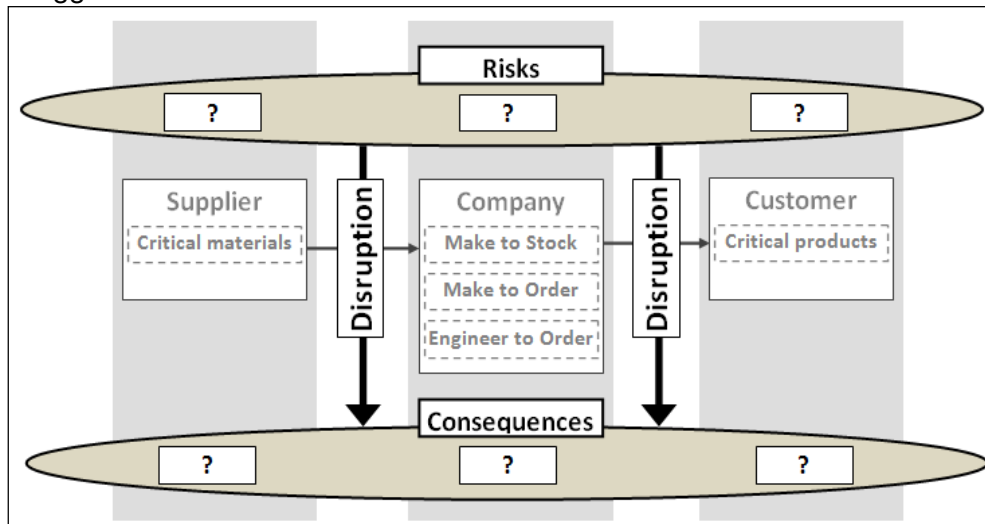 Risks
? ? ?
Supplier
Critical materials
Disruption
Company
Make to Stock
Make to Order
Engineer to Order
Disruption
Customer
Critical products
Consequences
? ? ?